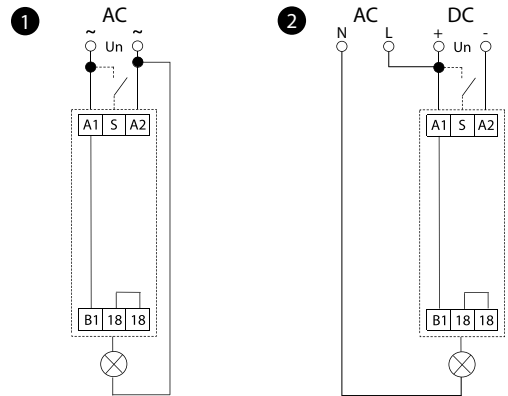 1 AC
~ Un ~
A1 S A2
B1 18 18
2 AC DC
N L + Un -
A1 S A2
B1 18 18